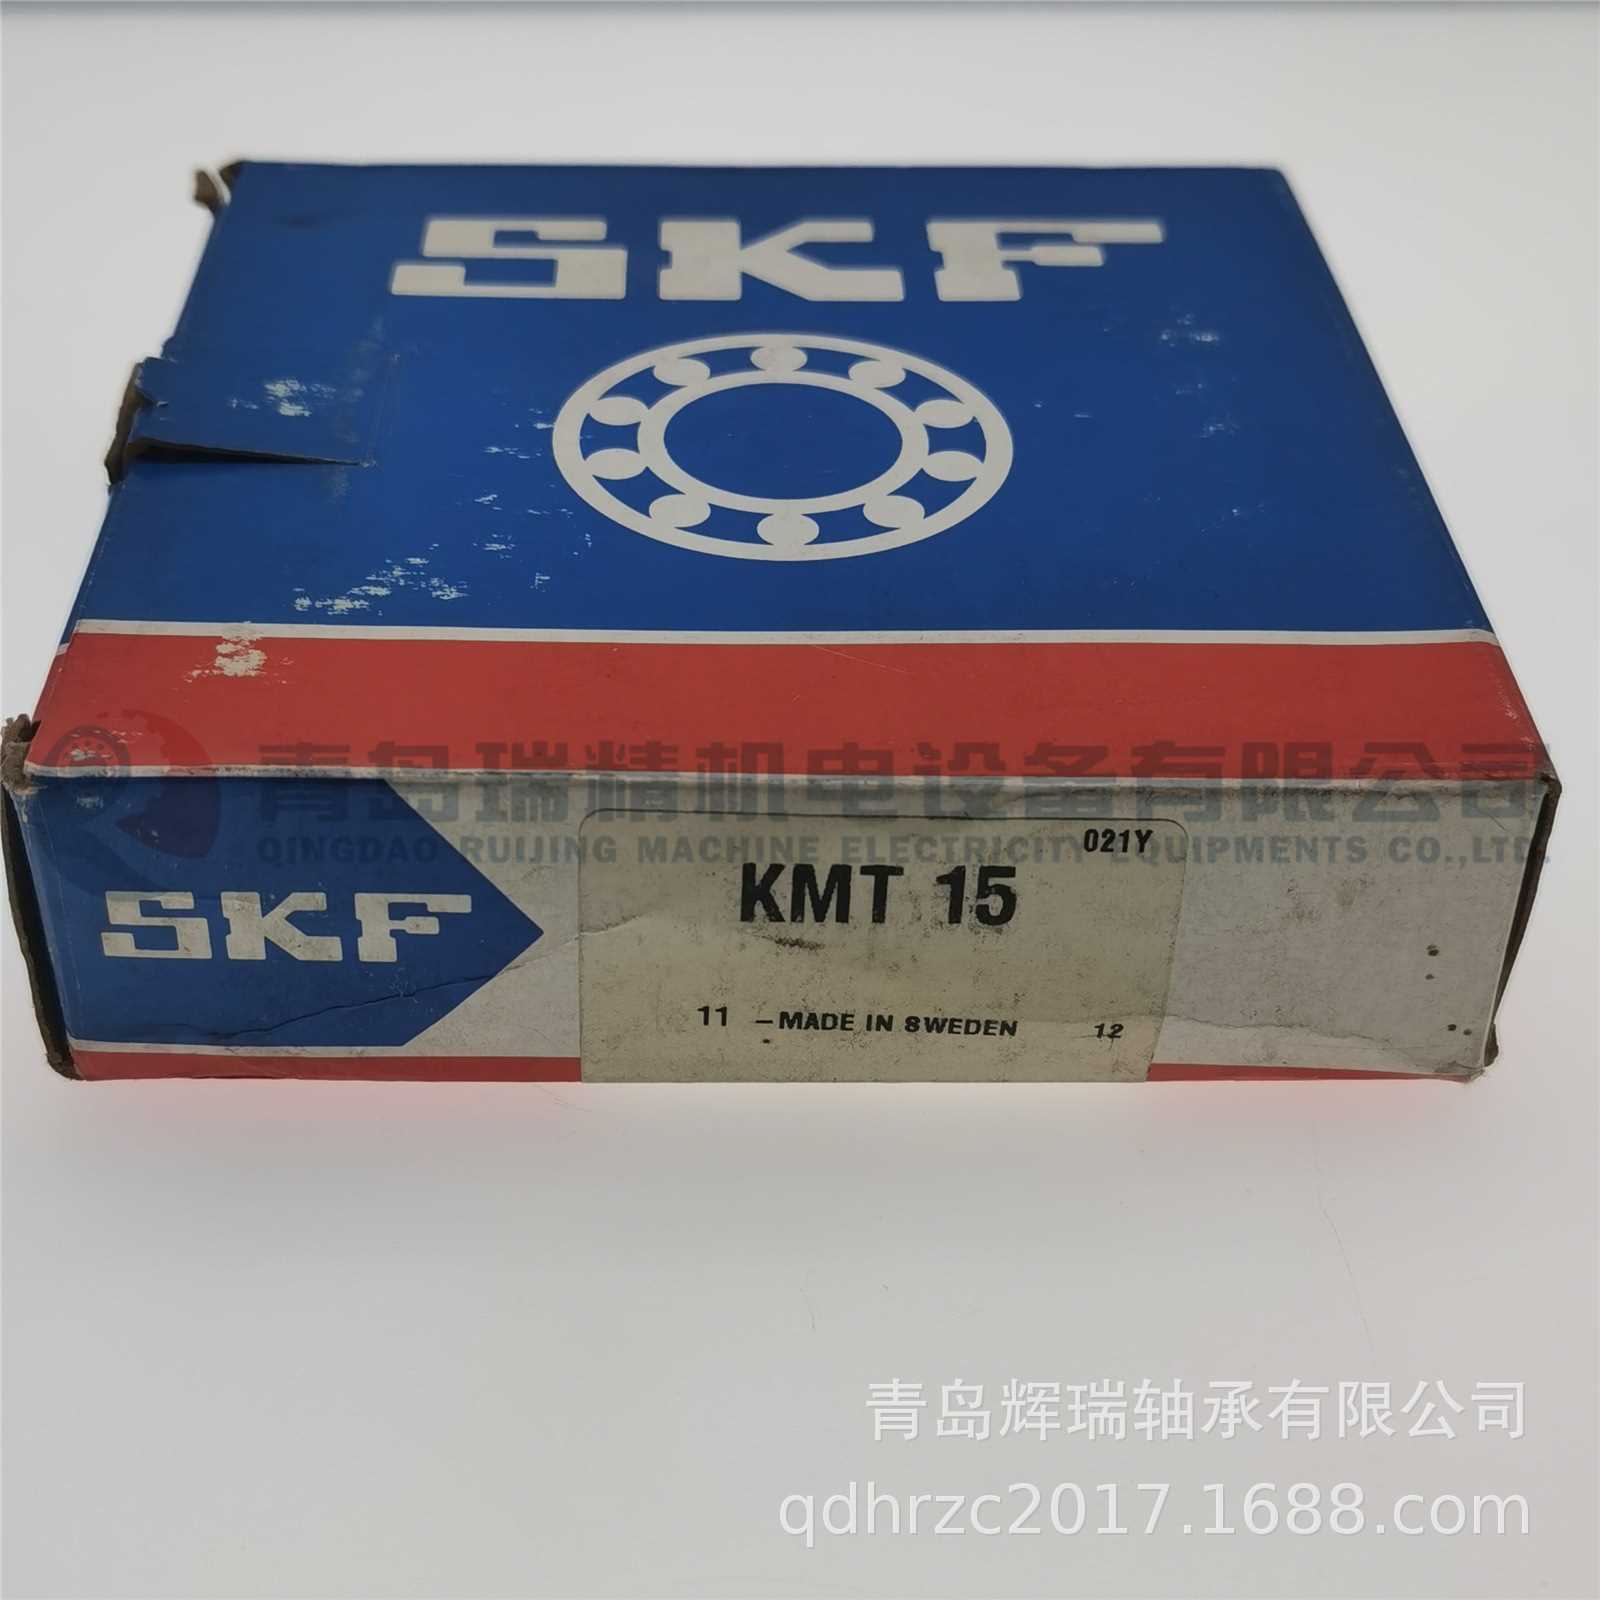 SKF
青岛瑞精机电设备有限公司
QINGDAO RUIJING MACHINE ELECTRICITY EQUIPMENTS CO.,LTD.
021Y
KMT 15
SKF
11 –MADE IN SWEDEN 12
青岛辉瑞轴承有限公司
qdhrzc2017.1688.com